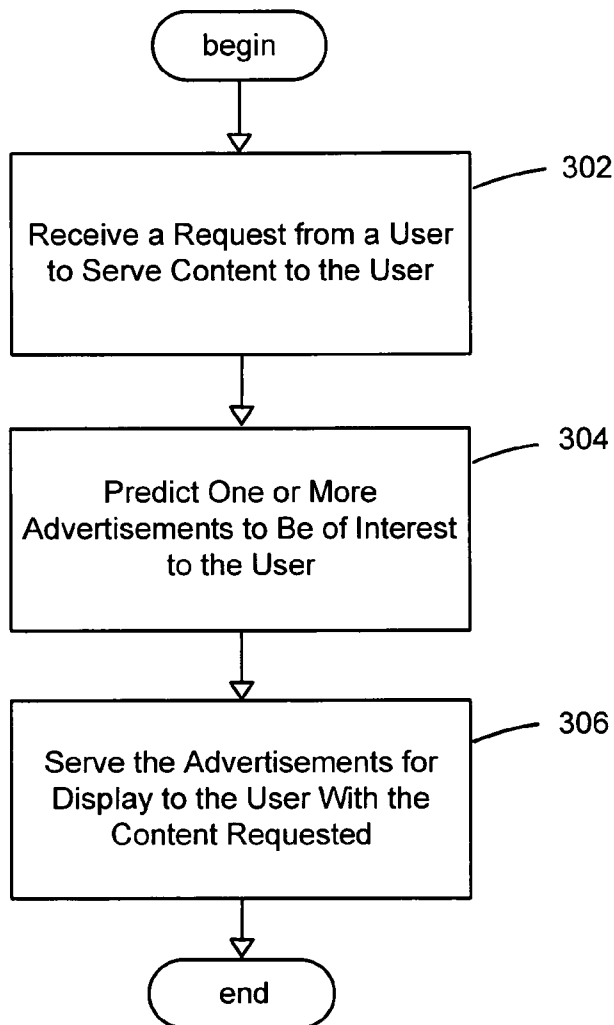 begin
302
Receive a Request from a User
to Serve Content to the User
304
Predict One or More
Advertisements to Be of Interest
to the User
306
Serve the Advertisements for
Display to the User With the
Content Requested
end